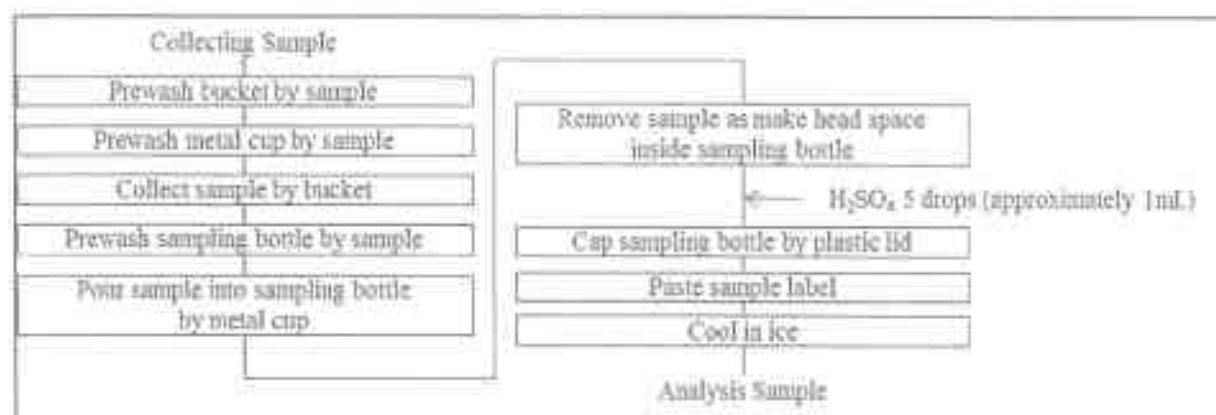 Collecting Sample
Prewash bucket by sample
Prewash metal cup by sample
Collect sample by bucket
Prewash sampling bottle by sample
Pour sample into sampling bottle
by metal cup
Remove sample as make head space
inside sampling bottle
H₂SO₄ 5 drops (approximately 1mL)
Cap sampling bottle by plastic lid
Paste sample label
Cool in ice
Analysis Sample